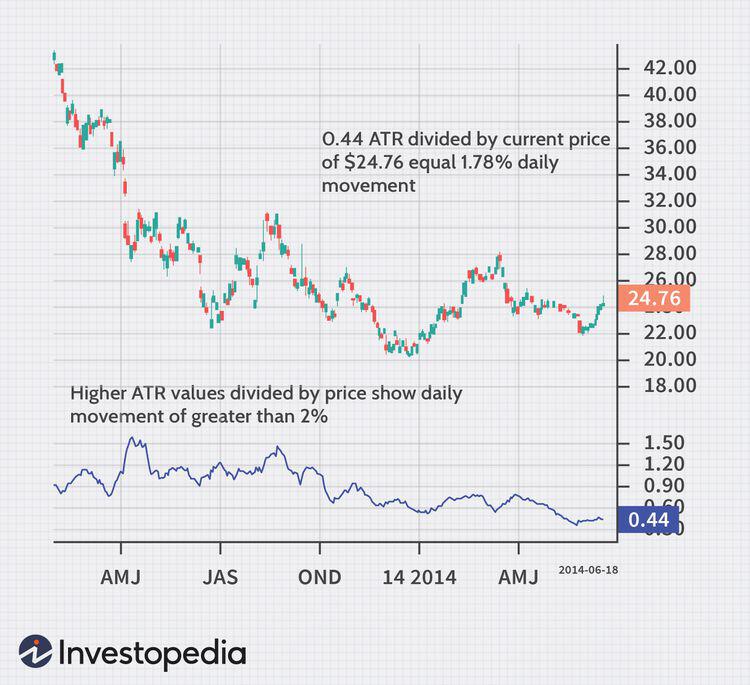 42.00
40.00
38.00
0.44 ATR divided by current price
of $24.76 equal 1.78% daily
movement
36.00
34.00
32.00
30.00
28.00
26.00
24.76
22.00
20.00
18.00
Higher ATR values divided by price show daily
movement of greater than 2%
1.50
1.20
0.90
0.44
AMJ JAS OND 14 2014 AMJ 2014-06-18
Investopedia